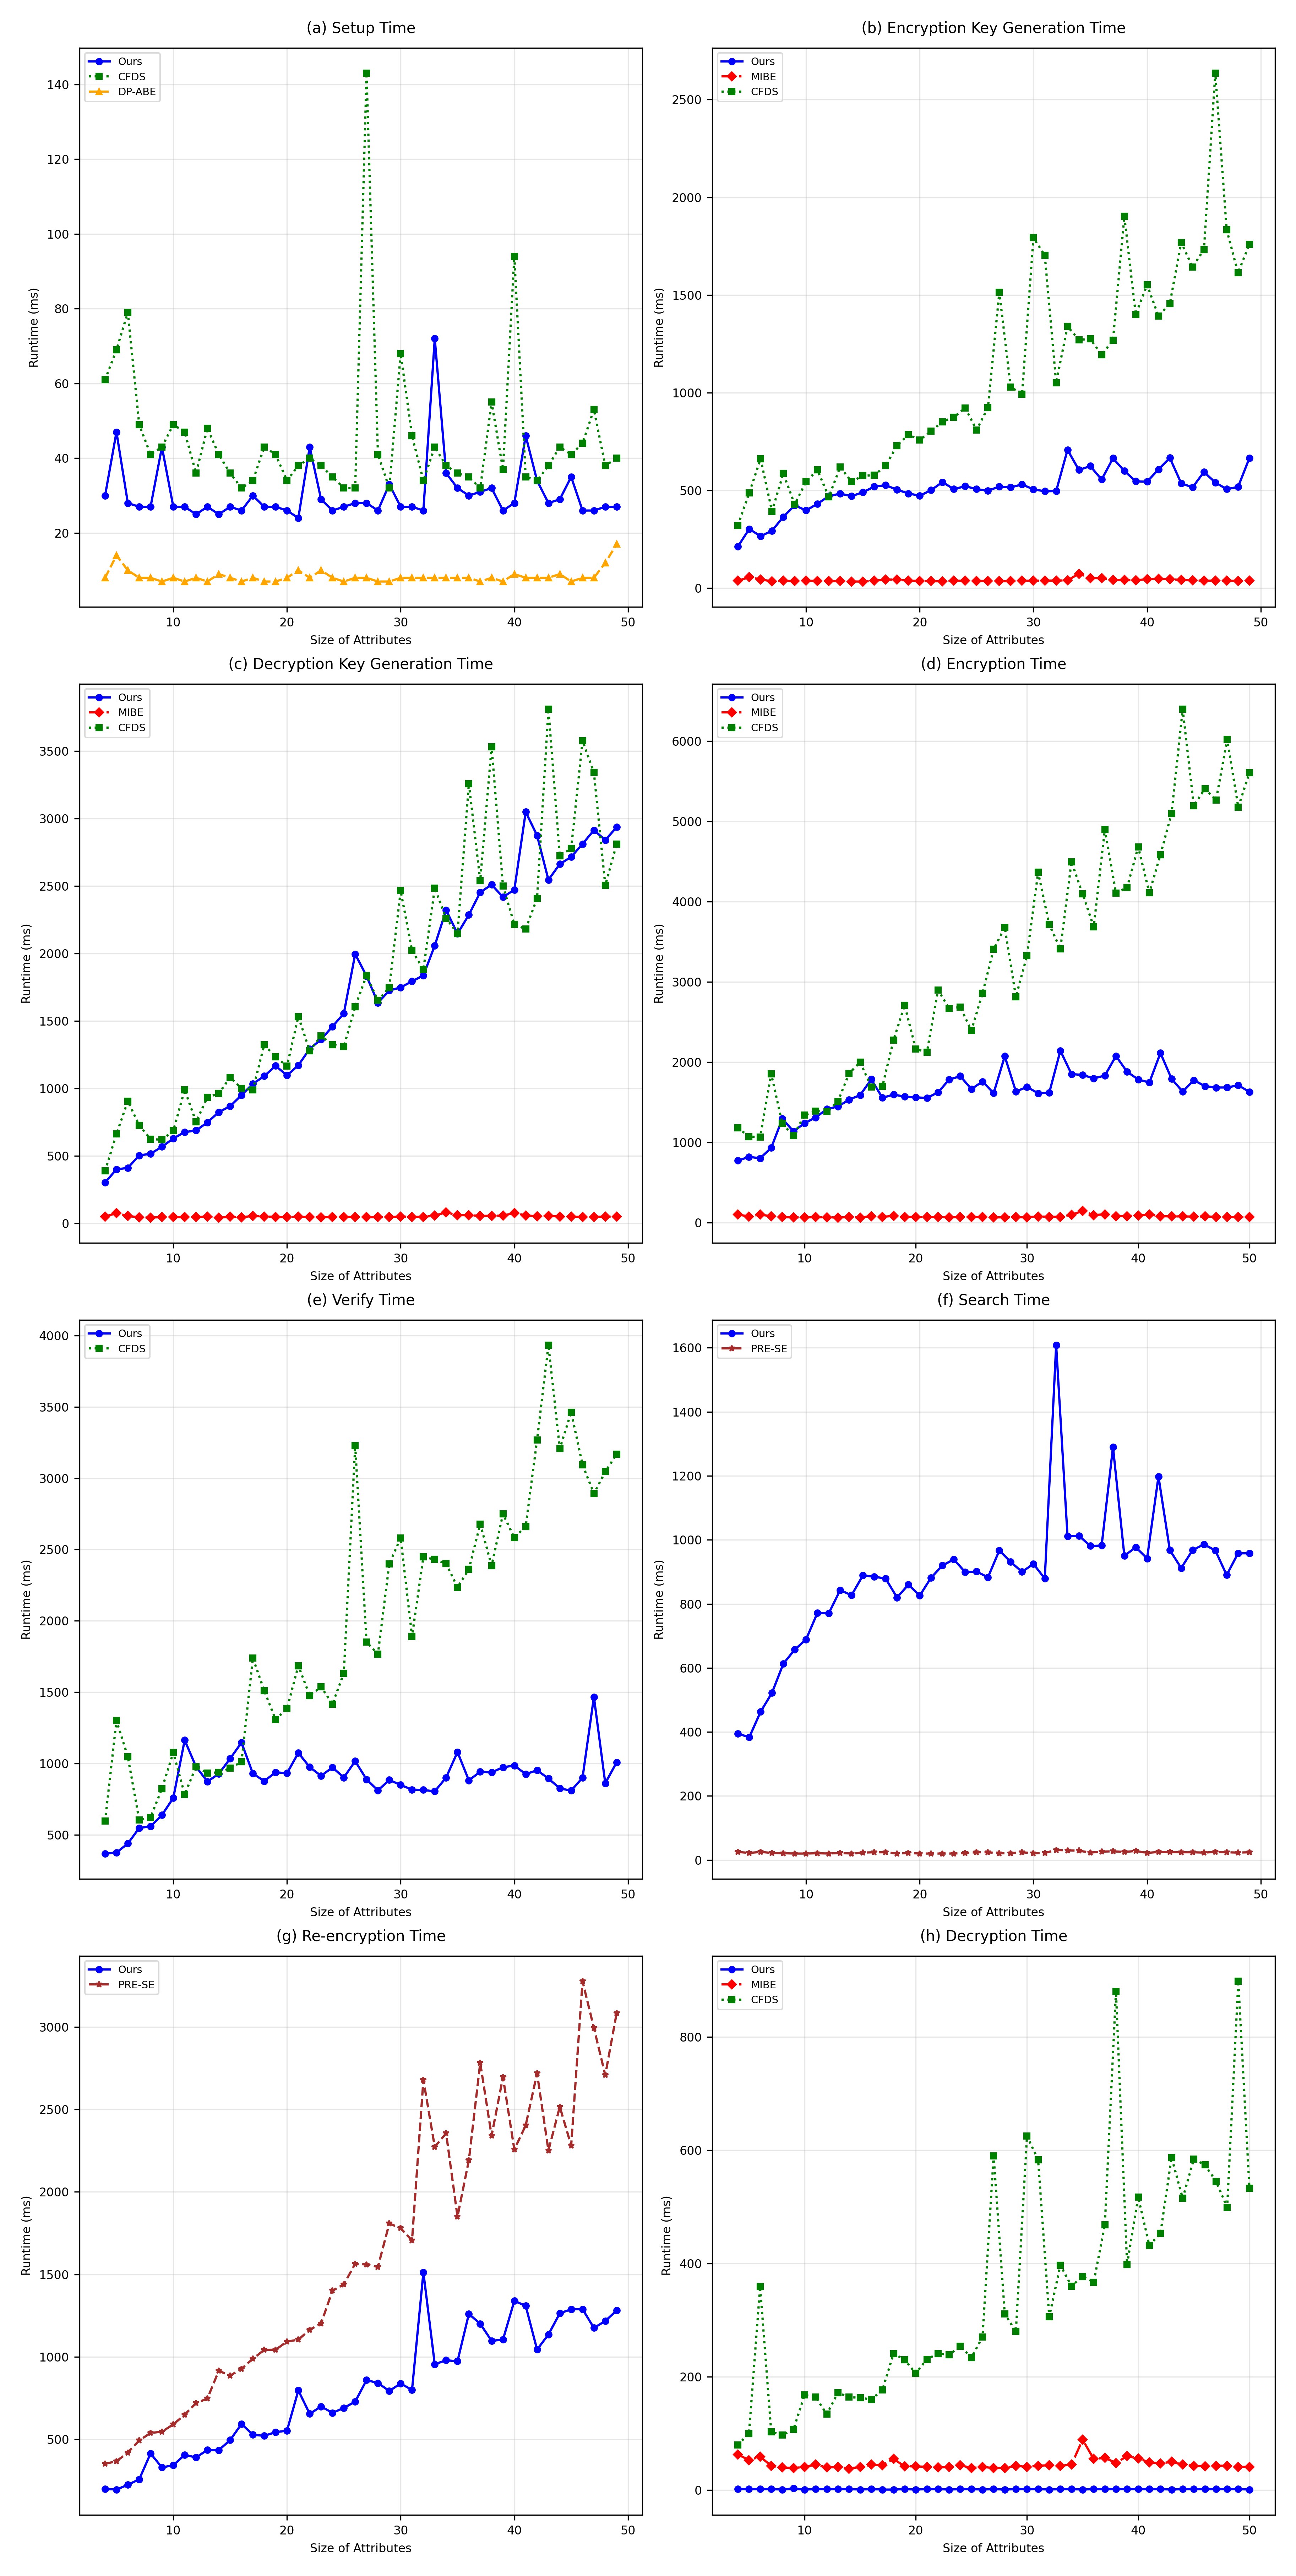 (a) Setup Time
Ours
CFDS
DP-ABE
Runtime (ms)
140
120
100
80
60
40
20
10 20 30 40 50
Size of Attributes
(b) Encryption Key Generation Time
Ours
MIBE
CFDS
Runtime (ms)
2500
2000
1500
1000
500
0
10 20 30 40 50
Size of Attributes
(c) Decryption Key Generation Time
Ours
MIBE
CFDS
Runtime (ms)
3500
3000
2500
2000
1500
1000
500
0
10 20 30 40 50
Size of Attributes
(d) Encryption Time
Ours
MIBE
CFDS
Runtime (ms)
6000
5000
4000
3000
2000
1000
0
10 20 30 40 50
Size of Attributes
(e) Verify Time
Ours
CFDS
Runtime (ms)
4000
3500
3000
2500
2000
1500
1000
500
10 20 30 40 50
Size of Attributes
(f) Search Time
Ours
PRE-SE
Runtime (ms)
1600
1400
1200
1000
800
600
400
200
0
10 20 30 40 50
Size of Attributes
(g) Re-encryption Time
Ours
PRE-SE
Runtime (ms)
3000
2500
2000
1500
1000
500
10 20 30 40 50
Size of Attributes
(h) Decryption Time
Ours
MIBE
CFDS
Runtime (ms)
800
600
400
200
0
10 20 30 40 50
Size of Attributes